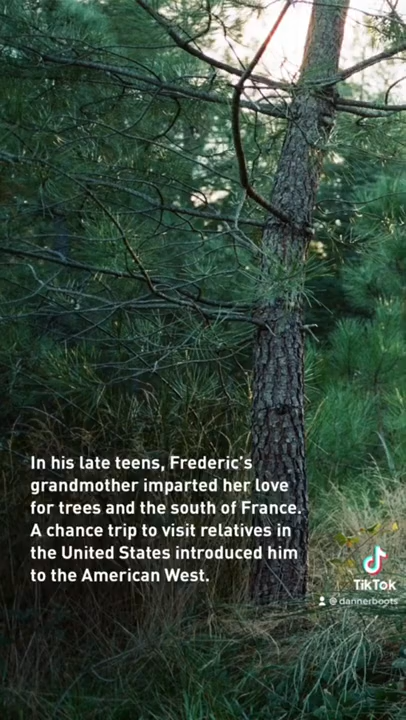 In his late teens, Frederic's
grandmother imparted her love
for trees and the south of France.
A chance trip to visit relatives in
the United States introduced him
to the American West.
TikTok
@dannerboots